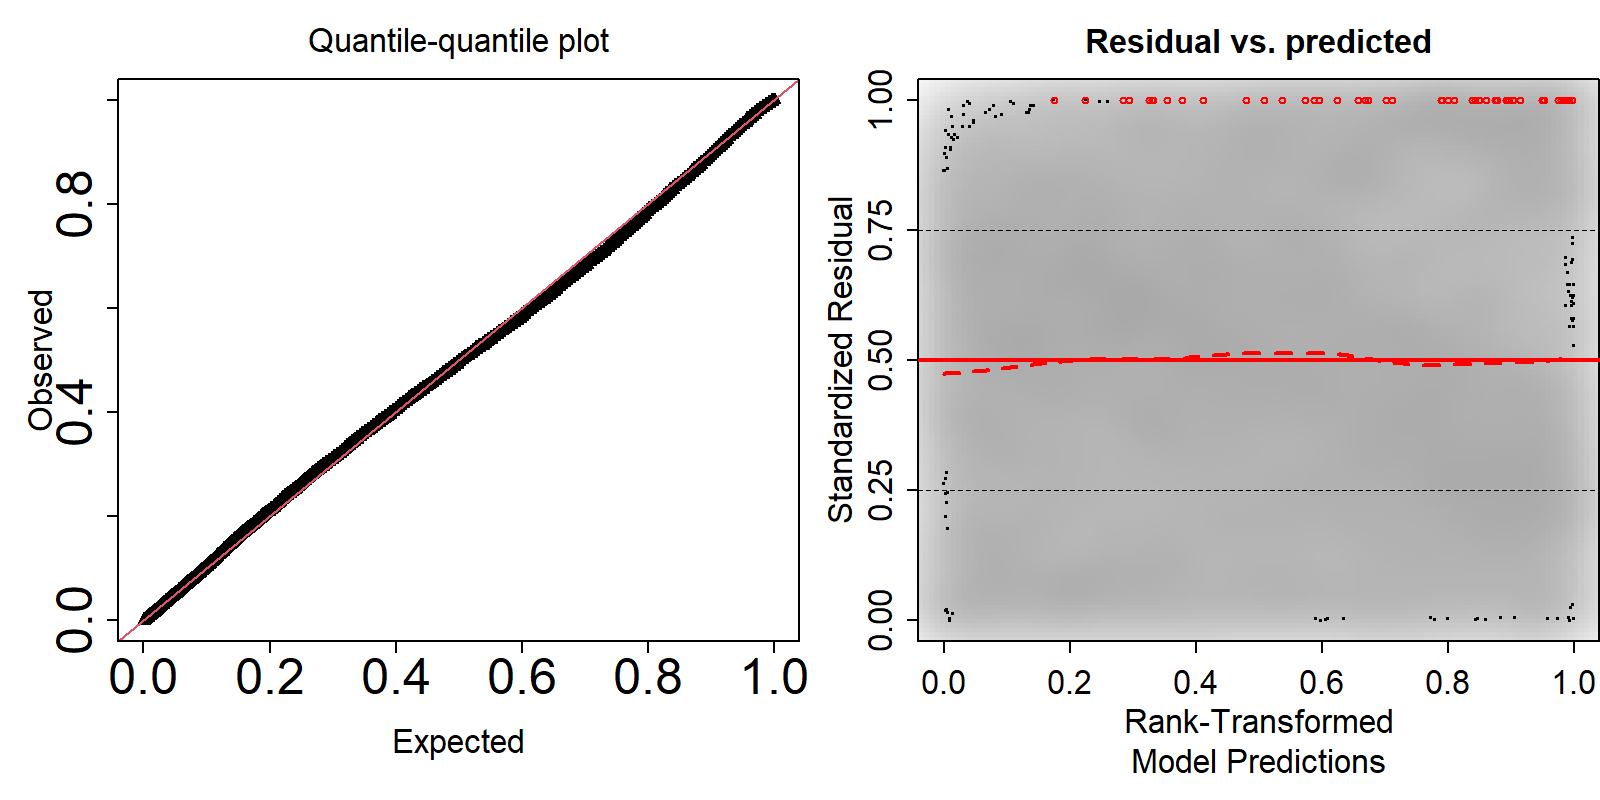 Quantile-quantile plot
Observed
0.0 0.4 0.8
0.0 0.2 0.4 0.6 0.8 1.0
Expected
Residual vs. predicted
Standardized Residual
0.00 0.25 0.50 0.75 1.00
0.0 0.2 0.4 0.6 0.8 1.0
Rank-Transformed
Model Predictions